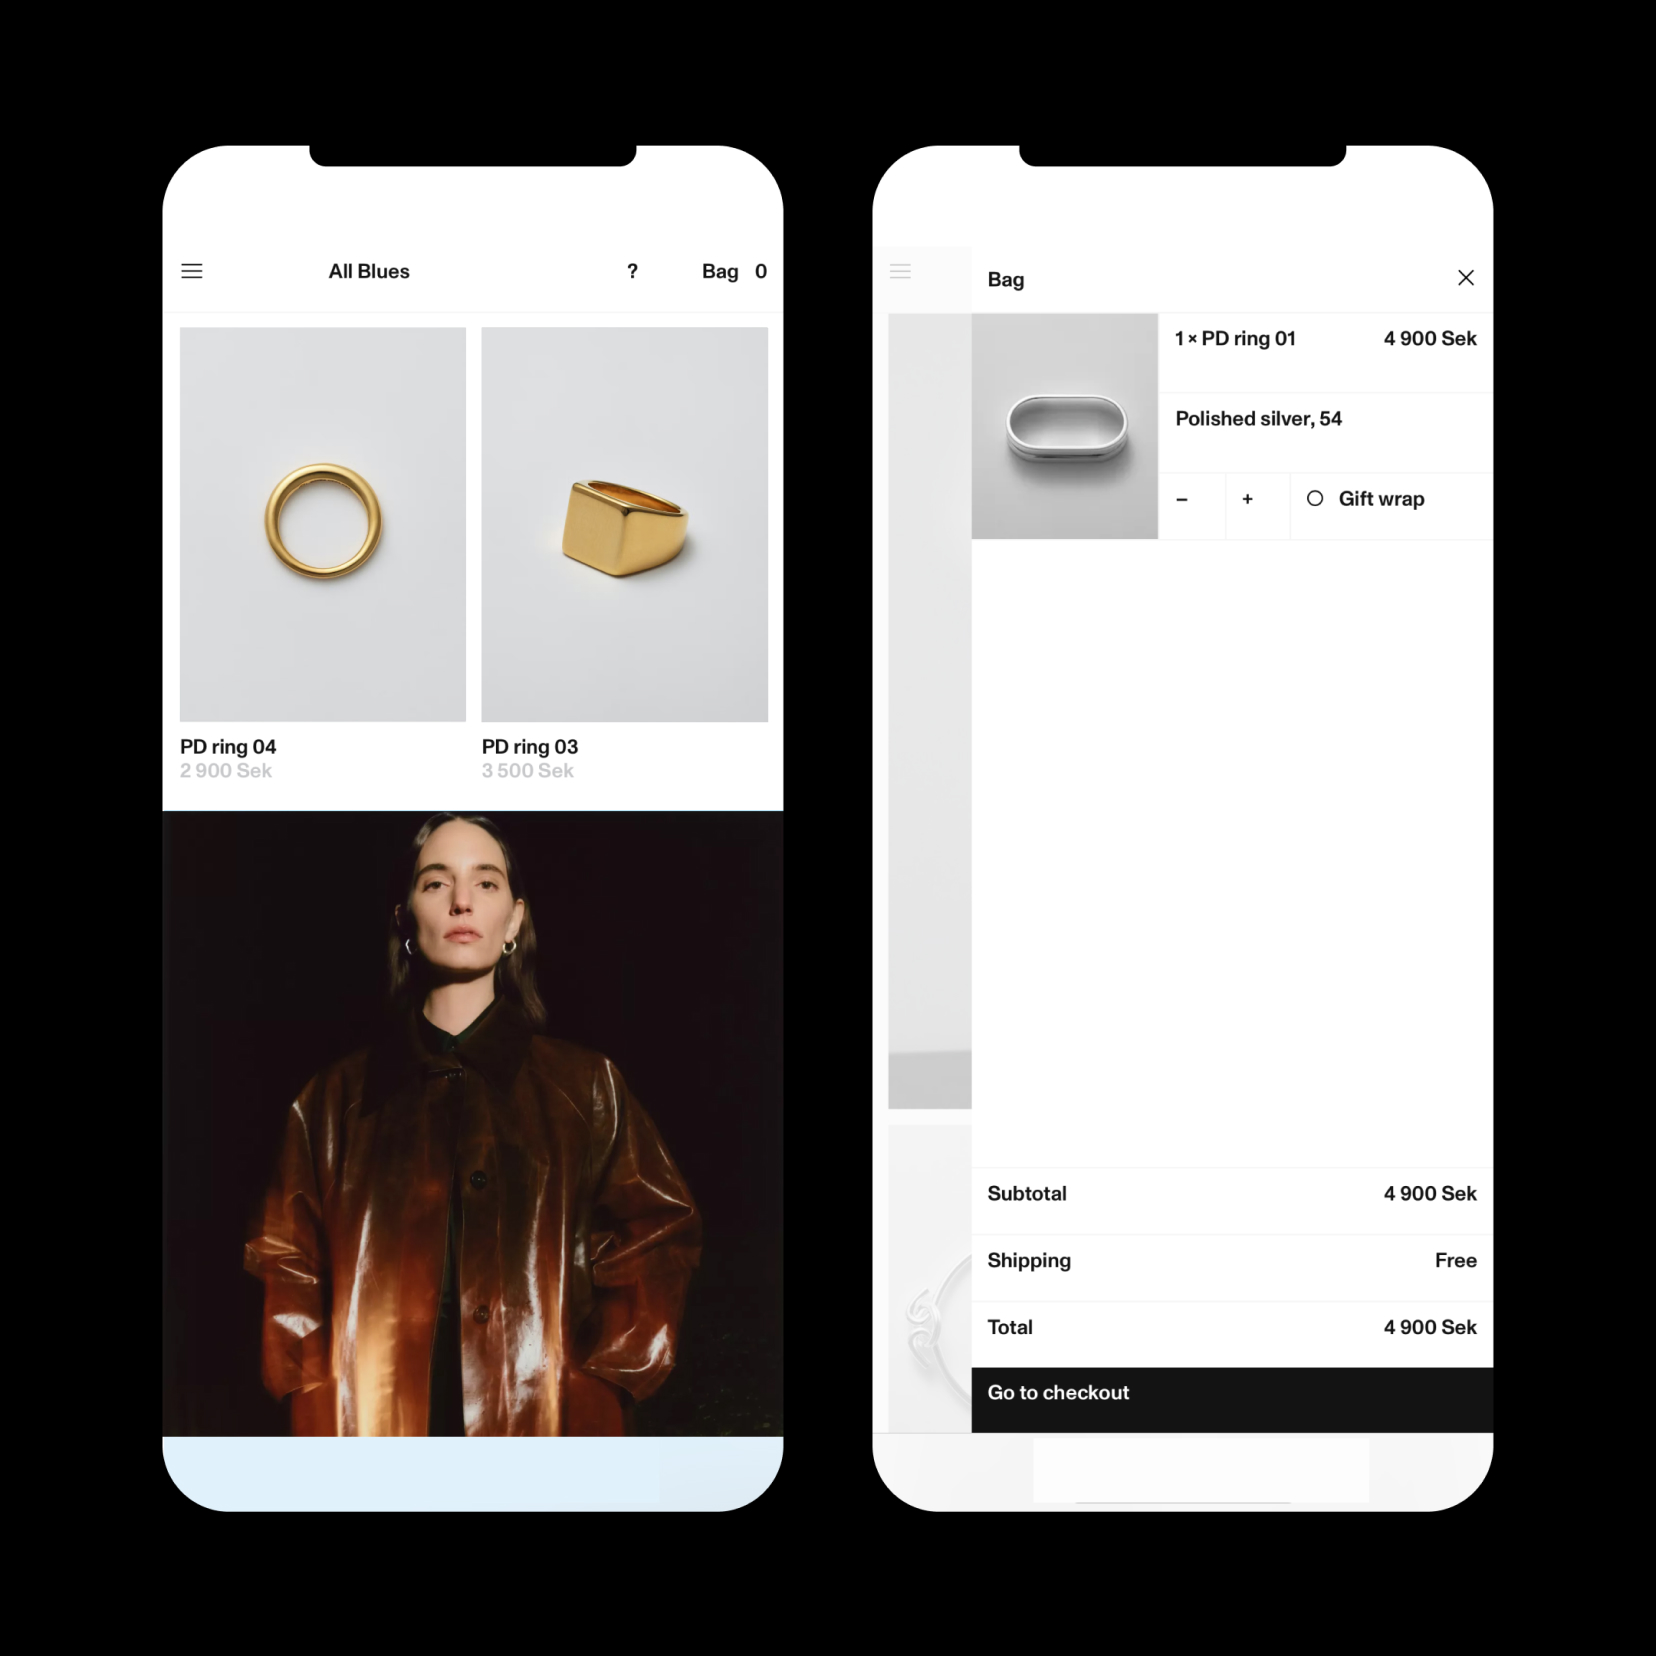 All Blues ? Bag 0
PD ring 04
2 900 Sek
PD ring 03
3 500 Sek
Bag
1 × PD ring 01 4 900 Sek
Polished silver, 54
– + Gift wrap
Subtotal 4 900 Sek
Shipping Free
Total 4 900 Sek
Go to checkout